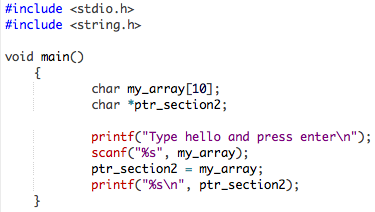 #include <stdio.h>
#include <string.h>
void main()
{
char my_array[10];
char *ptr_section2;
printf("Type hello and press enter\n");
scanf("%s", my_array);
ptr_section2 = my_array;
printf("%s\n", ptr_section2);
}